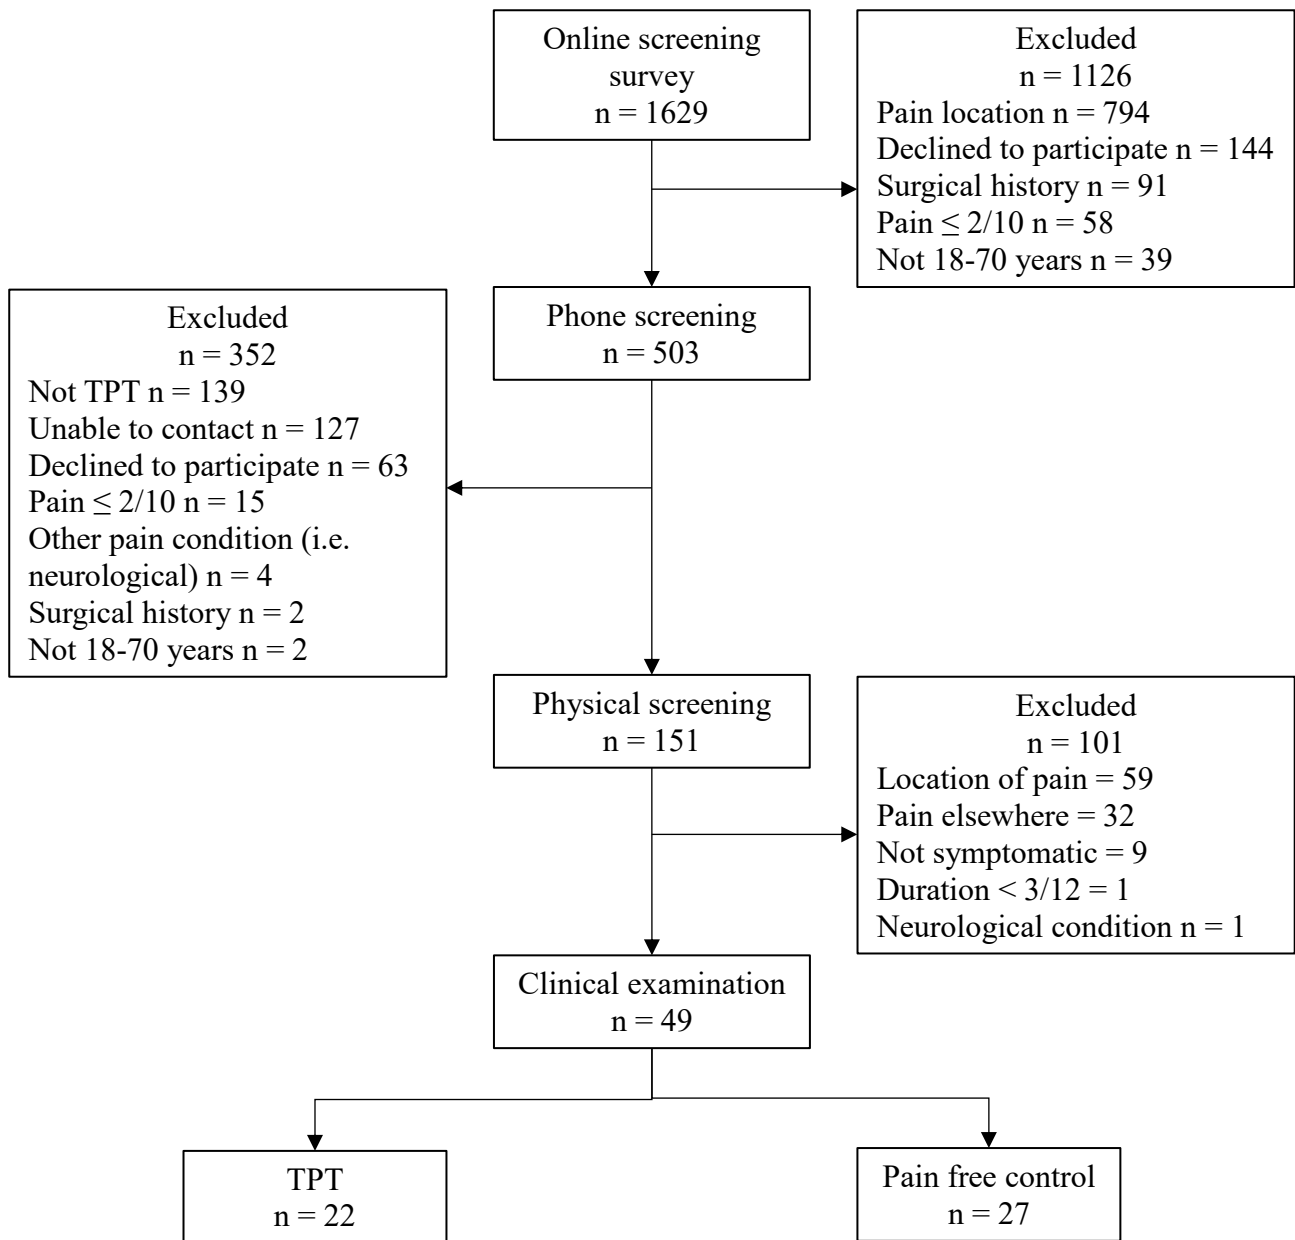 Online screening
survey
n = 1629
Excluded
n = 1126
Pain location n = 794
Declined to participate n = 144
Surgical history n = 91
Pain ≤ 2/10 n = 58
Not 18-70 years n = 39
Phone screening
n = 503
Excluded
n = 352
Not TPT n = 139
Unable to contact n = 127
Declined to participate n = 63
Pain ≤ 2/10 n = 15
Other pain condition (i.e.
neurological) n = 4
Surgical history n = 2
Not 18-70 years n = 2
Physical screening
n = 151
Excluded
n = 101
Location of pain = 59
Pain elsewhere = 32
Not symptomatic = 9
Duration < 3/12 = 1
Neurological condition n = 1
Clinical examination
n = 49
TPT
n = 22
Pain free control
n = 27